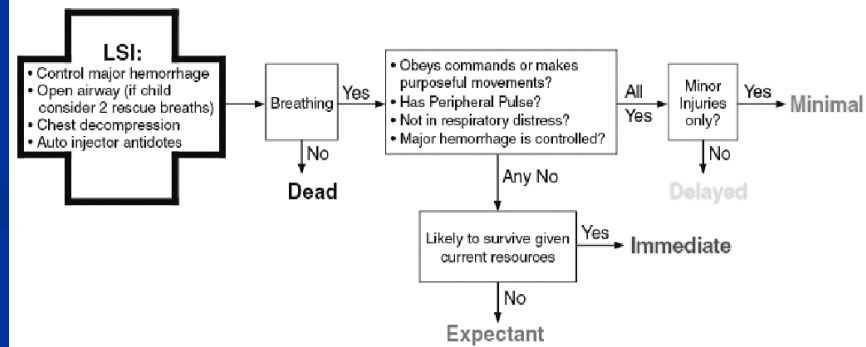 LSI:
• Control major hemorrhage
• Open airway (if child
consider 2 rescue breaths)
• Chest decompression
• Auto injector antidotes
Breathing
Yes
No
Dead
• Obeys commands or makes
purposeful movements?
• Has Peripheral Pulse?
• Not in respiratory distress?
• Major hemorrhage is controlled?
All
Yes
Minor
Injuries
only?
Yes
Minimal
No
Delayed
Any No
Likely to survive given
current resources
Yes
Immediate
No
Expectant